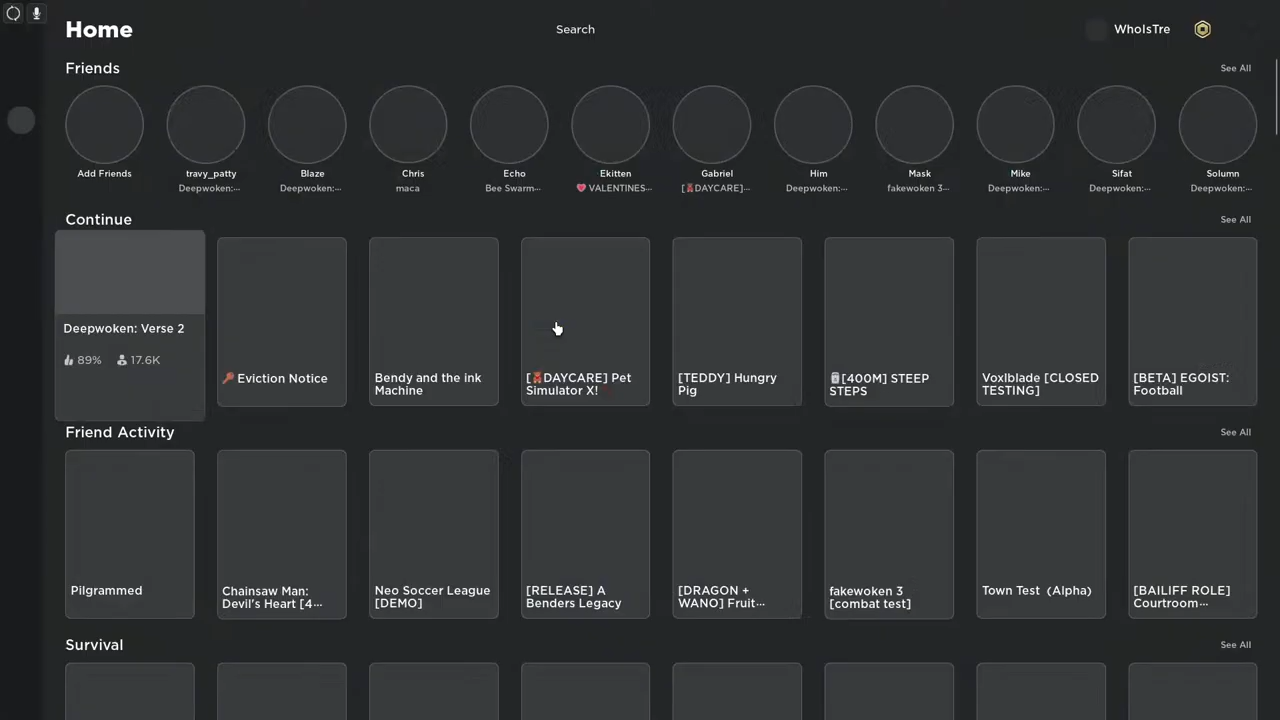 Home
Search
WhoIsTre
Friends
See All
Add Friends
travy_patty
Blaze
Chris
Echo
Ekitten
Gabriel
Him
Mask
Mike
Sifat
Solumn
Deepwoken:···
Deepwoken:···
maca
Bee Swarm···
💗 VALENTINES···
[🧸DAYCARE]···
Deepwoken:···
fakewoken 3···
Deepwoken:···
Deepwoken:···
Deepwoken:···
Continue
See All
Deepwoken: Verse 2
89%
17.6K
Eviction Notice
Bendy and the ink
Machine
[🧸DAYCARE] Pet
Simulator X!
[TEDDY] Hungry
Pig
[400M] STEEP
STEPS
Voxlblade [CLOSED
TESTING]
[BETA] EGOIST:
Football
Friend Activity
See All
Pilgrammed
Chainsaw Man:
Devil's Heart [4···
Neo Soccer League
[DEMO]
[RELEASE] A
Benders Legacy
[DRAGON +
WANO] Fruit···
fakewoken 3
[combat test]
Town Test (Alpha)
[BAILIFF ROLE]
Courtroom···
Survival
See All